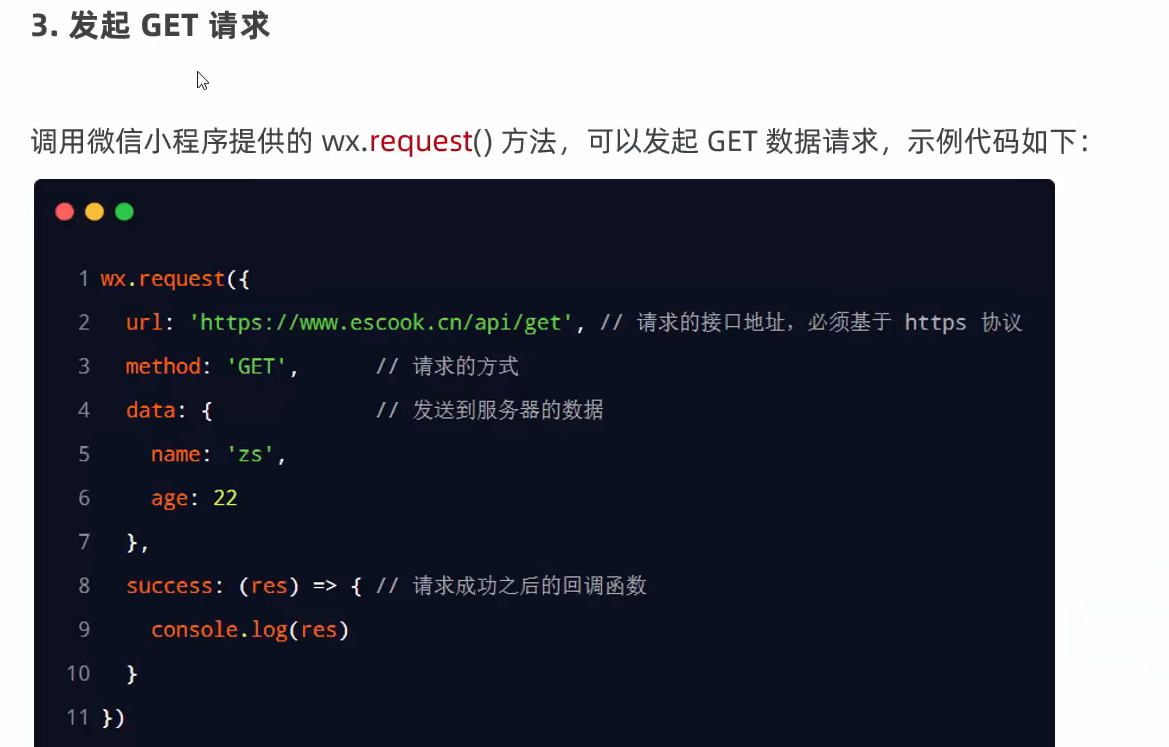 3. 发起 GET 请求
调用微信小程序提供的 wx.request() 方法，可以发起 GET 数据请求，示例代码如下：
1 wx.request({
2   url: 'https://www.escook.cn/api/get', // 请求的接口地址，必须基于 https 协议
3   method: 'GET',      // 请求的方式
4   data: {             // 发送到服务器的数据
5     name: 'zs',
6     age: 22
7   },
8   success: (res) => { // 请求成功之后的回调函数
9     console.log(res)
10   }
11 })